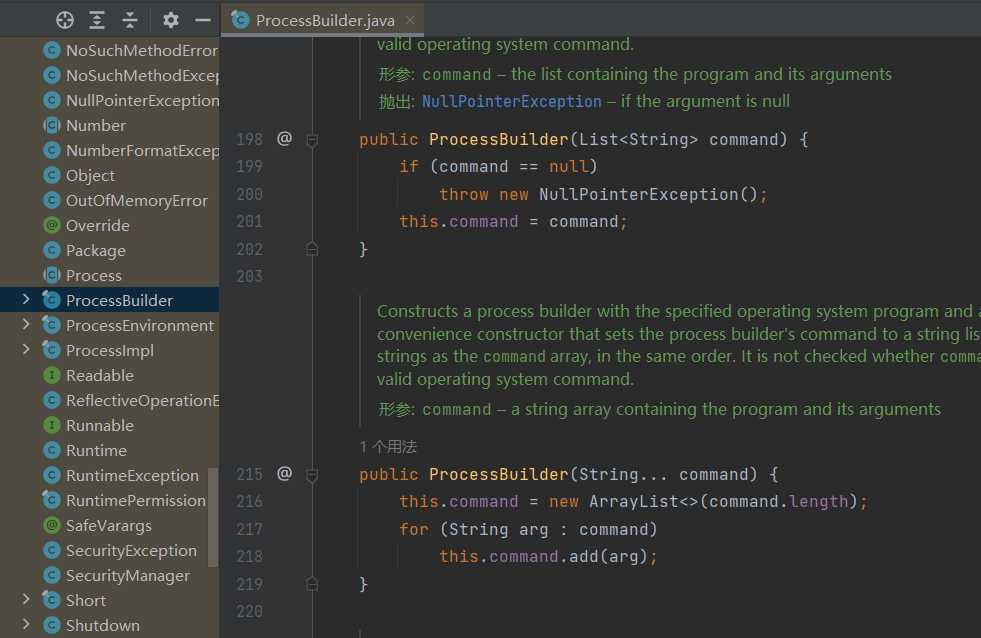 ProcessBuilder.java
NoSuchMethodError
NoSuchMethodExcep
NullPointerException
Number
NumberFormatExcep
Object
OutOfMemoryError
Override
Package
Process
ProcessBuilder
ProcessEnvironment
ProcessImpl
Readable
ReflectiveOperationE
Runnable
Runtime
RuntimeException
RuntimePermission
SafeVarargs
SecurityException
SecurityManager
Short
Shutdown
valid operating system command.
形参: command – the list containing the program and its arguments
抛出: NullPointerException – if the argument is null
198 @ public ProcessBuilder(List<String> command) {
199 if (command == null)
200 throw new NullPointerException();
201 this.command = command;
202 }
203
Constructs a process builder with the specified operating system program and a
convenience constructor that sets the process builder's command to a string lis
strings as the command array, in the same order. It is not checked whether comma
valid operating system command.
形参: command – a string array containing the program and its arguments
1 个用法
215 @ public ProcessBuilder(String... command) {
216 this.command = new ArrayList<>(command.length);
217 for (String arg : command)
218 this.command.add(arg);
219 }
220